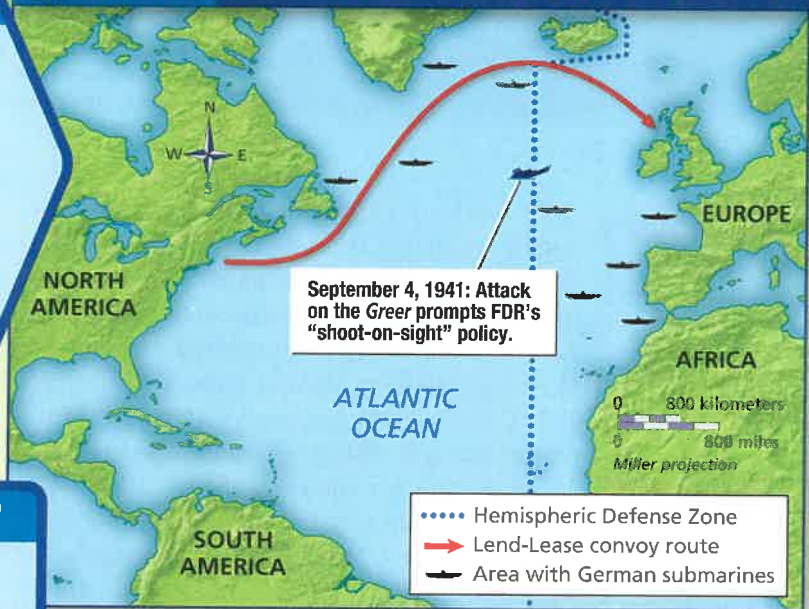 N
W E
S
EUROPE
NORTH
AMERICA
September 4, 1941: Attack
on the Greer prompts FDR's
"shoot-on-sight" policy.
AFRICA
ATLANTIC
OCEAN
0 800 kilometers
0 800 miles
Miller projection
SOUTH
AMERICA
Hemispheric Defense Zone
Lend-Lease convoy route
Area with German submarines